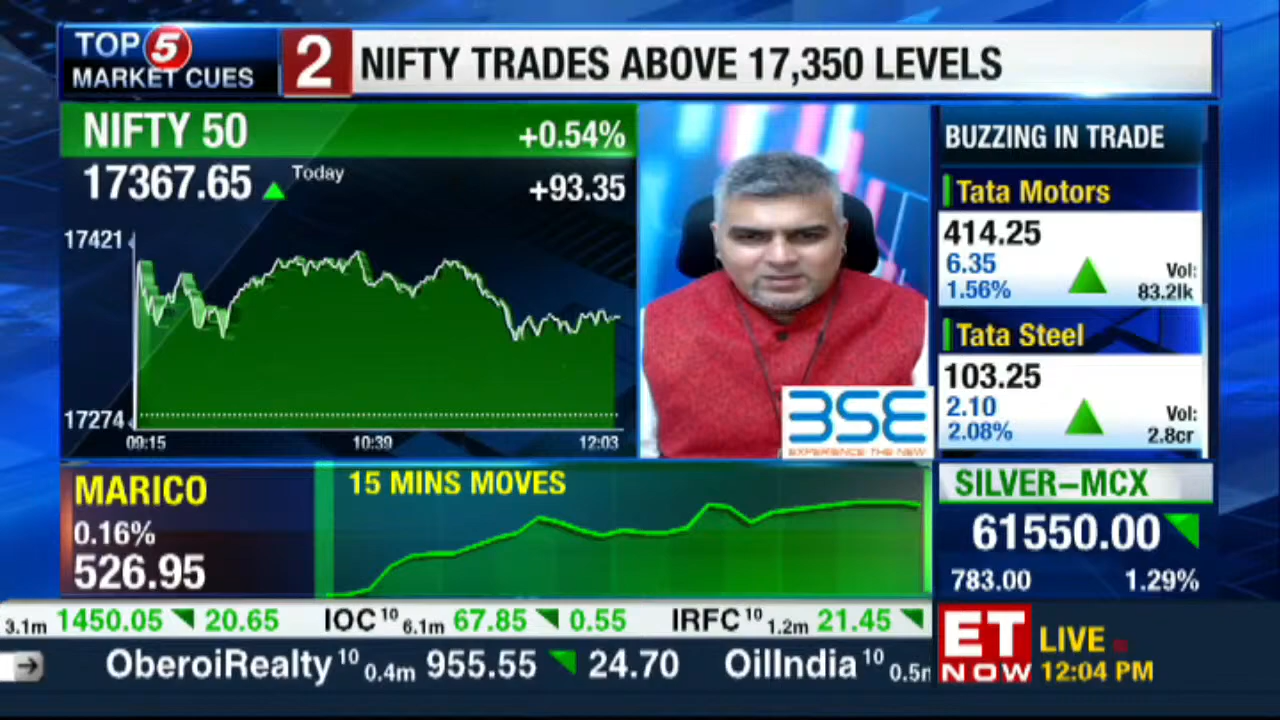 TOP 5
MARKET CUES
2
NIFTY TRADES ABOVE 17,350 LEVELS
NIFTY 50
+0.54%
17367.65
Today
+93.35
17421
17274
09:15
10:39
12:03
BSE
EXPERIENCE THE NEW
BUZZING IN TRADE
Tata Motors
414.25
6.35
1.56%
Vol:
83.2lk
Tata Steel
103.25
2.10
2.08%
Vol:
2.8cr
MARICO
0.16%
526.95
15 MINS MOVES
SILVER–MCX
61550.00
783.00
1.29%
3.1m 1450.05 20.65 IOC 10 6.1m 67.85 0.55 IRFC 10 1.2m 21.45
OberoiRealty 10 0.4m 955.55 24.70 OilIndia 10 0.5m
ET
NOW
LIVE
12:04 PM